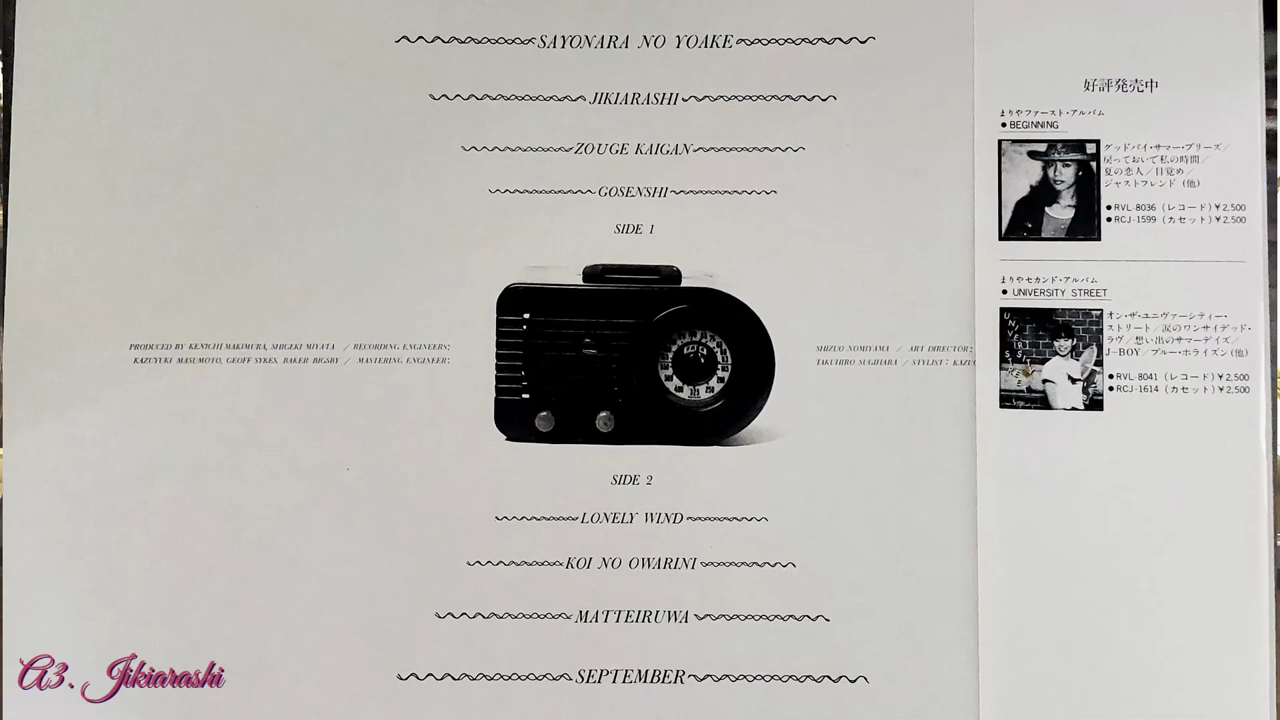 SAYONARA NO YOAKE
JIKIARASHI
ZOUGE KAIGAN
GOSENSHI
SIDE 1
PRODUCED BY KENICHI MAKIMURA, SHIGEKI MIYATA / RECORDING ENGINEERS;
KAZUYUKI MASUMOTO, GEOFF SYKES, BAKER BIGSBY / MASTERING ENGINEER;
SHIZUO NOMIYAMA / ART DIRECTOR;
TAKUHIRO SUGIHARA / STYLIST;
SIDE 2
LONELY WIND
KOI NO OWARINI
MATTEIRUWA
SEPTEMBER
好評発売中
まりやファースト・アルバム
●BEGINNING
グッドバイ・サマー・ブリーズ/
戻っておいで私の時間/
夏の恋人/目覚め/
ジャストフレンド(他)
●RVL-8036(レコード)¥2,500
●RCJ-1599(カセット)¥2,500
まりやセカンド・アルバム
●UNIVERSITY STREET
UNIVERSITY STREET
オン・ザ・ユニヴァーシティー・
ストリート/涙のワンサイデッド・
ラヴ/想い出のサマーデイズ/
J-BOY/ブルー・ホライズン(他)
●RVL-8041(レコード)¥2,500
●RCJ-1614(カセット)¥2,500
A3. Jikiarashi